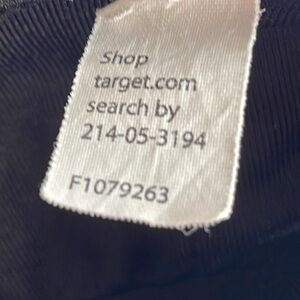 Shop
target.com
search by
214-05-3194
F1079263